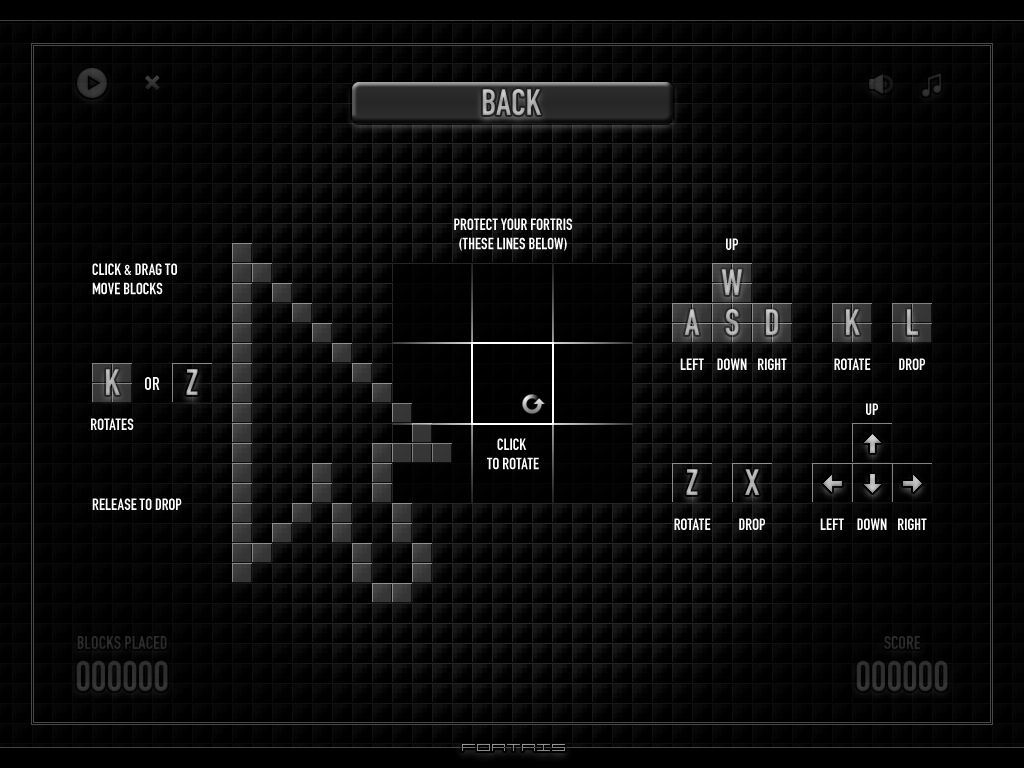 BACK
PROTECT YOUR FORTRIS
(THESE LINES BELOW)
CLICK & DRAG TO
MOVE BLOCKS
K OR Z
ROTATES
RELEASE TO DROP
CLICK
TO ROTATE
UP
W
A S D K L
LEFT DOWN RIGHT ROTATE DROP
UP
Z X
ROTATE DROP LEFT DOWN RIGHT
BLOCKS PLACED
000000
SCORE
000000
FORTRIS